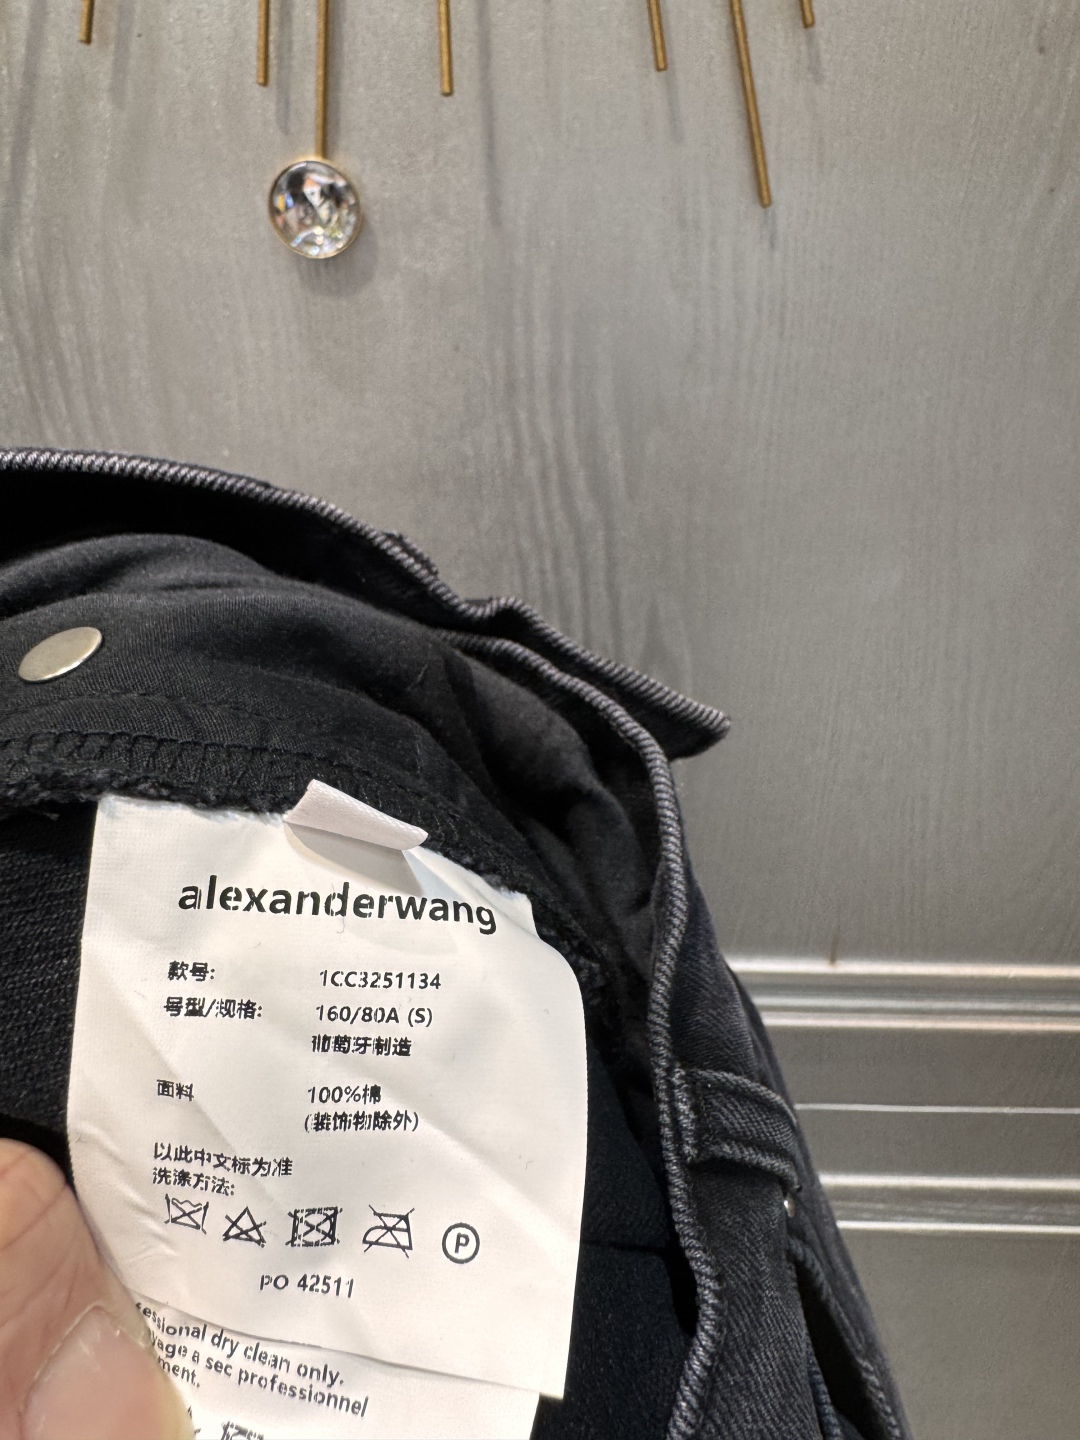 alexanderwang
款号: 1CC3251134
号型/规格: 160/80A (S)
葡萄牙制造
面料 100%棉
(装饰物除外)
以此中文标为准
洗涤方法:
P
PO 42511
essional dry clean only.
yage a sec professionnel
ment.